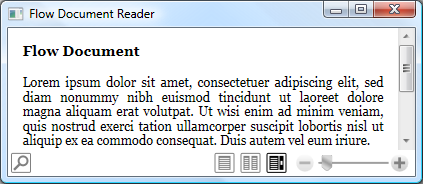 Flow Document Reader
Flow Document
Lorem ipsum dolor sit amet, consectetuer adipiscing elit, sed
diam nonummy nibh euismod tincidunt ut laoreet dolore
magna aliquam erat volutpat. Ut wisi enim ad minim veniam,
quis nostrud exerci tation ullamcorper suscipit lobortis nisl ut
aliquip ex ea commodo consequat. Duis autem vel eum iriure.